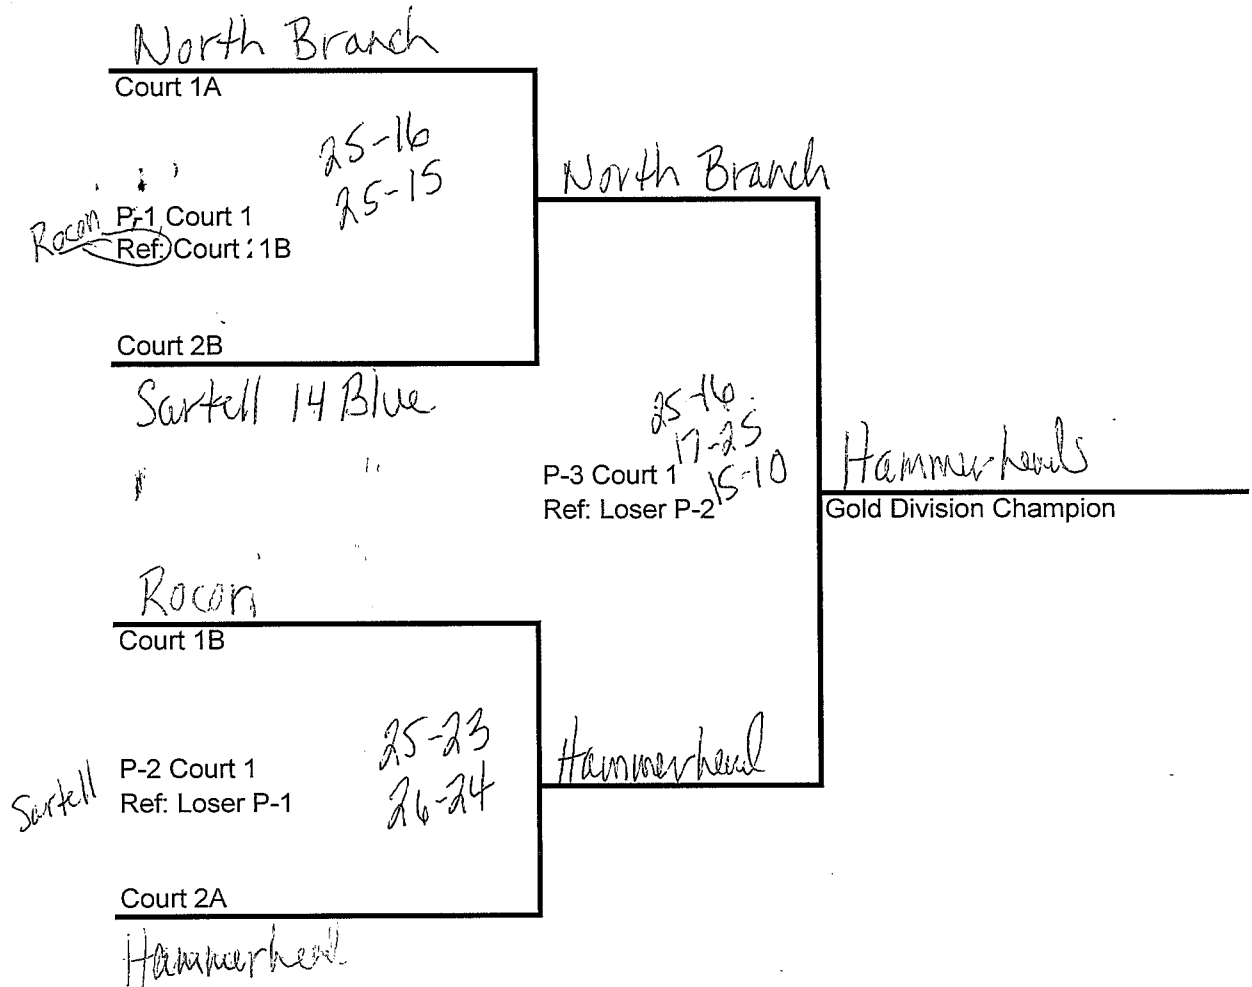 North Branch
Court 1A
25-16
25-15
Rocori P-1 Court 1
Ref: Court 1B
Court 2B
Sartell 14 Blue
North Branch
25-16
17-25
15-10
P-3 Court 1
Ref: Loser P-2
Hammerheads
Gold Division Champion
Rocori
Court 1B
25-23
26-24
Sartell
P-2 Court 1
Ref: Loser P-1
Hammerhead
Court 2A
Hammerhead